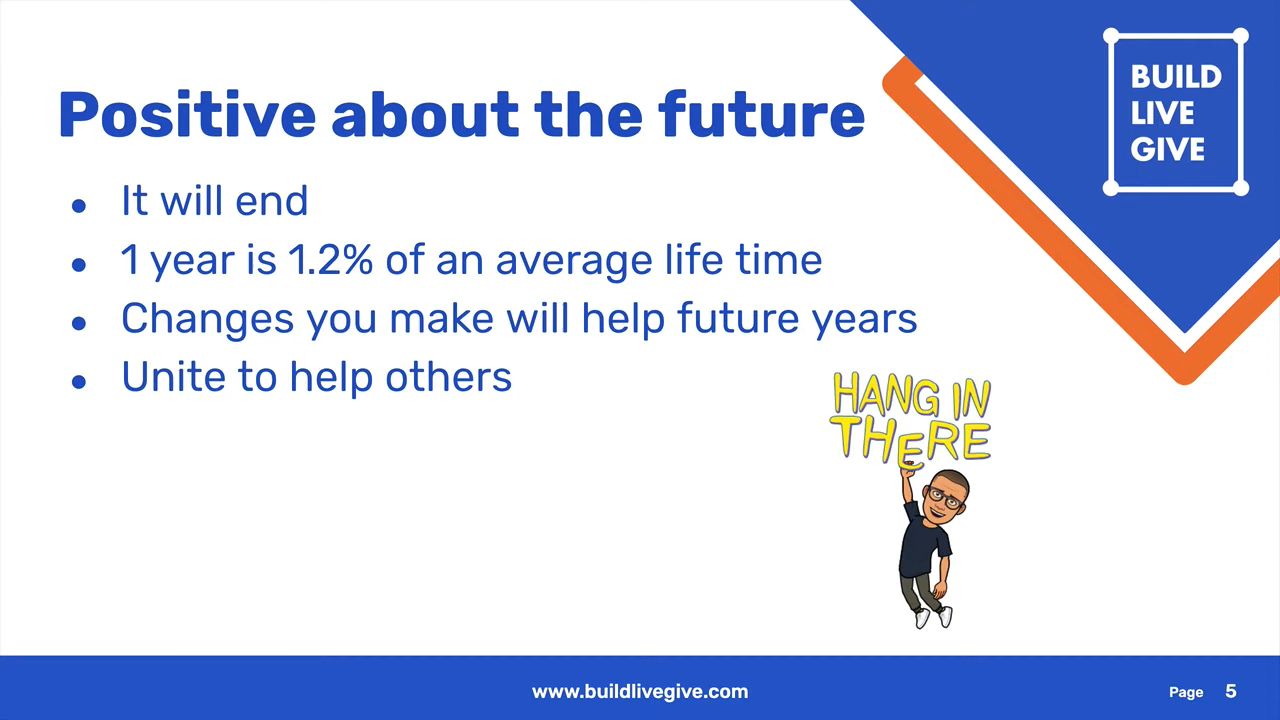 Positive about the future
BUILD
LIVE
GIVE
● It will end
● 1 year is 1.2% of an average life time
● Changes you make will help future years
● Unite to help others
HANG IN
THERE
www.buildlivegive.com
Page 5